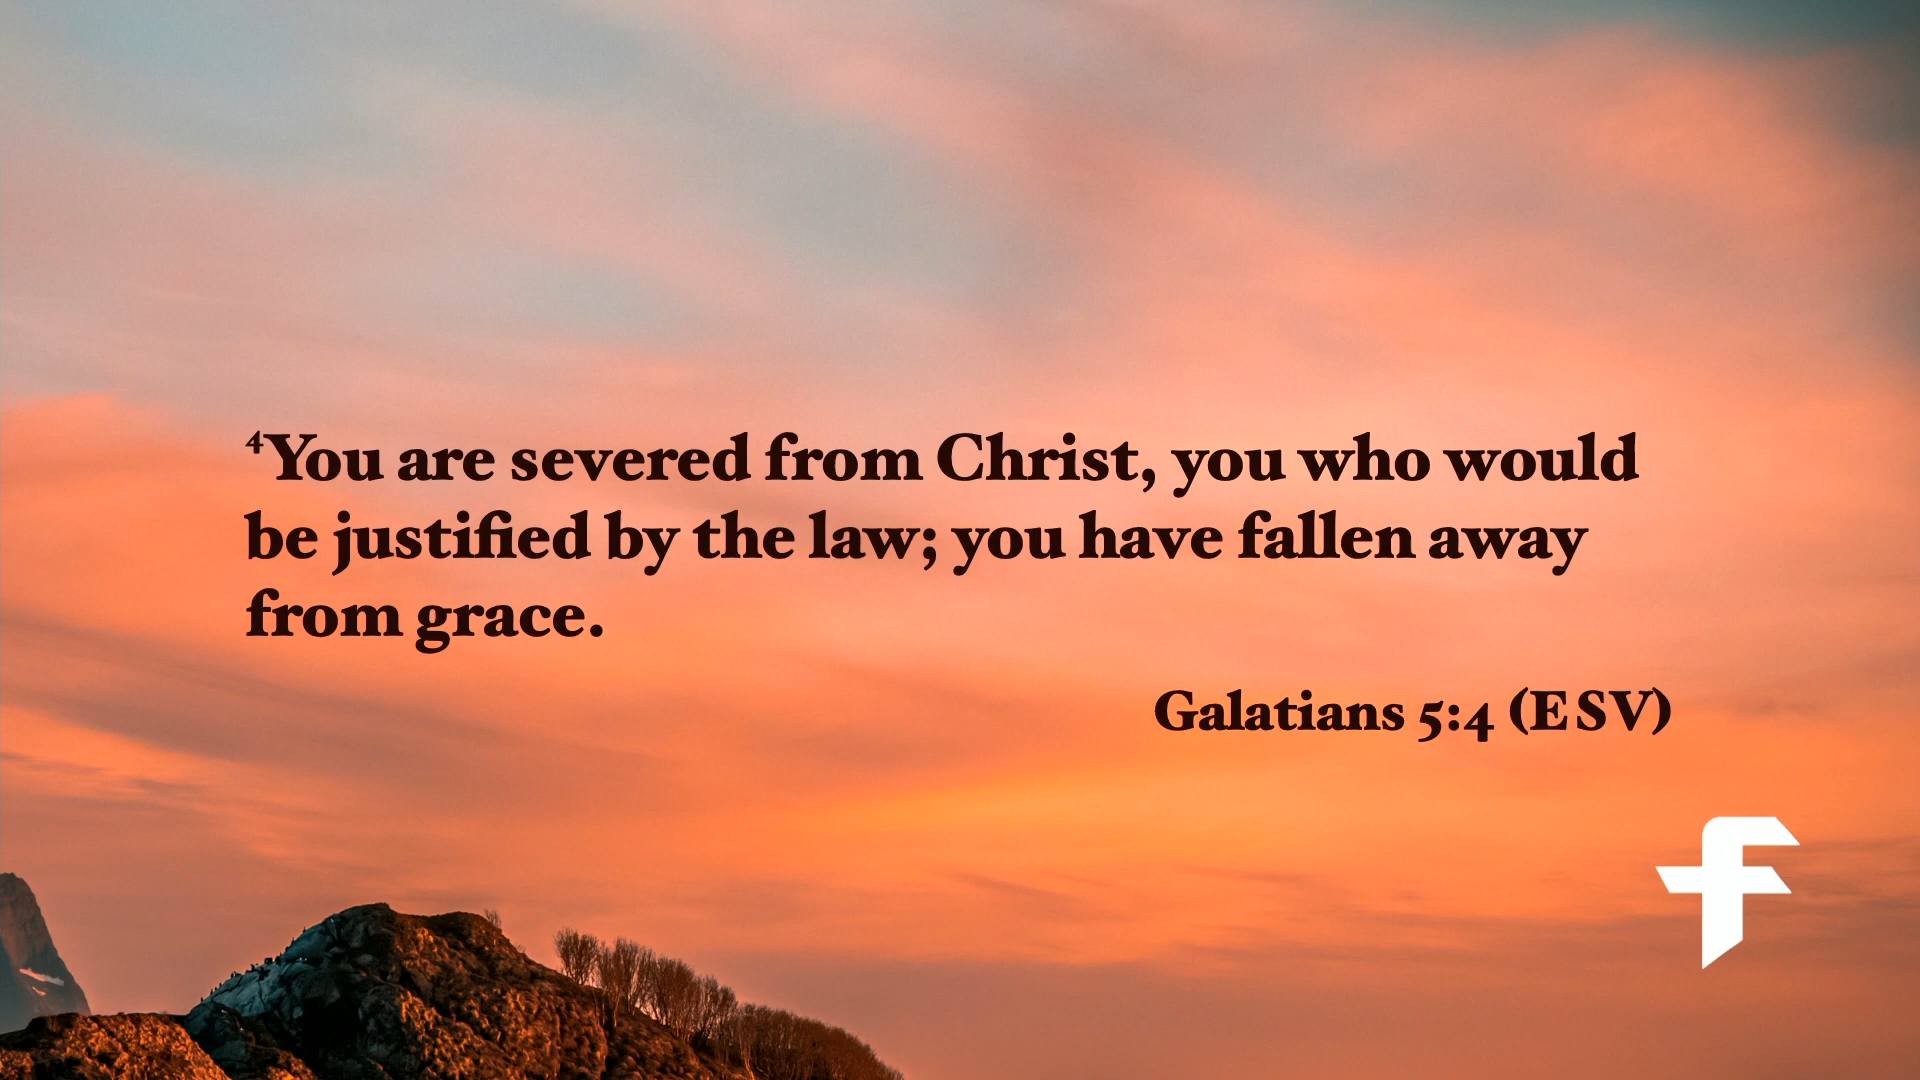 ⁴You are severed from Christ, you who would
be justified by the law; you have fallen away
from grace.
Galatians 5:4 (ESV)